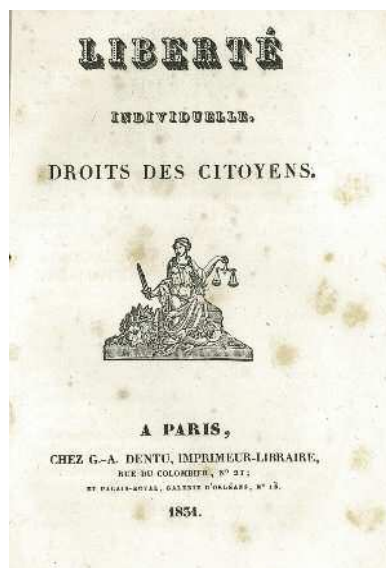 LIBERTÉ
INDIVIDUELLE,
DROITS DES CITOYENS.
A PARIS,
CHEZ G.-A. DENTU, IMPRIMEUR-LIBRAIRE,
RUE DU COLOMBIER, N° 21;
ET PALAIS-ROYAL, GALERIE D'ORLÉANS, N° 13.
1831.